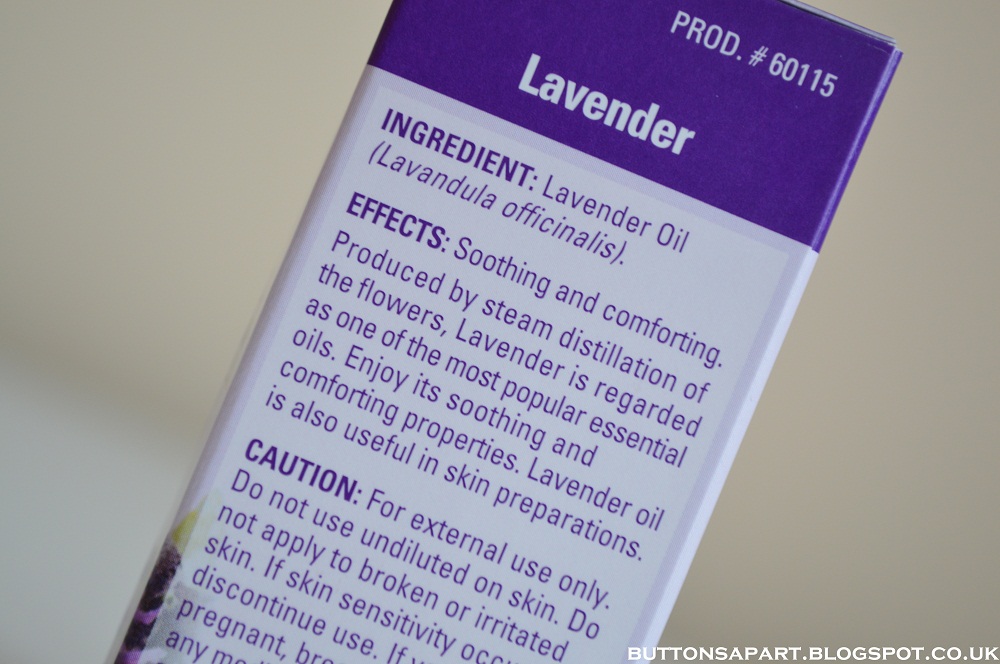 PROD. # 60115
Lavender
INGREDIENT: Lavender Oil
(Lavandula officinalis).
EFFECTS: Soothing and comforting.
Produced by steam distillation of
the flowers, Lavender is regarded
as one of the most popular essential
oils. Enjoy its soothing and
comforting properties. Lavender oil
is also useful in skin preparations.
CAUTION: For external use only.
Do not use undiluted on skin. Do
not apply to broken or irritated
skin. If skin sensitivity
discontinue use. If
pregnant,
any
BUTTONSAPART.BLOGSPOT.CO.UK